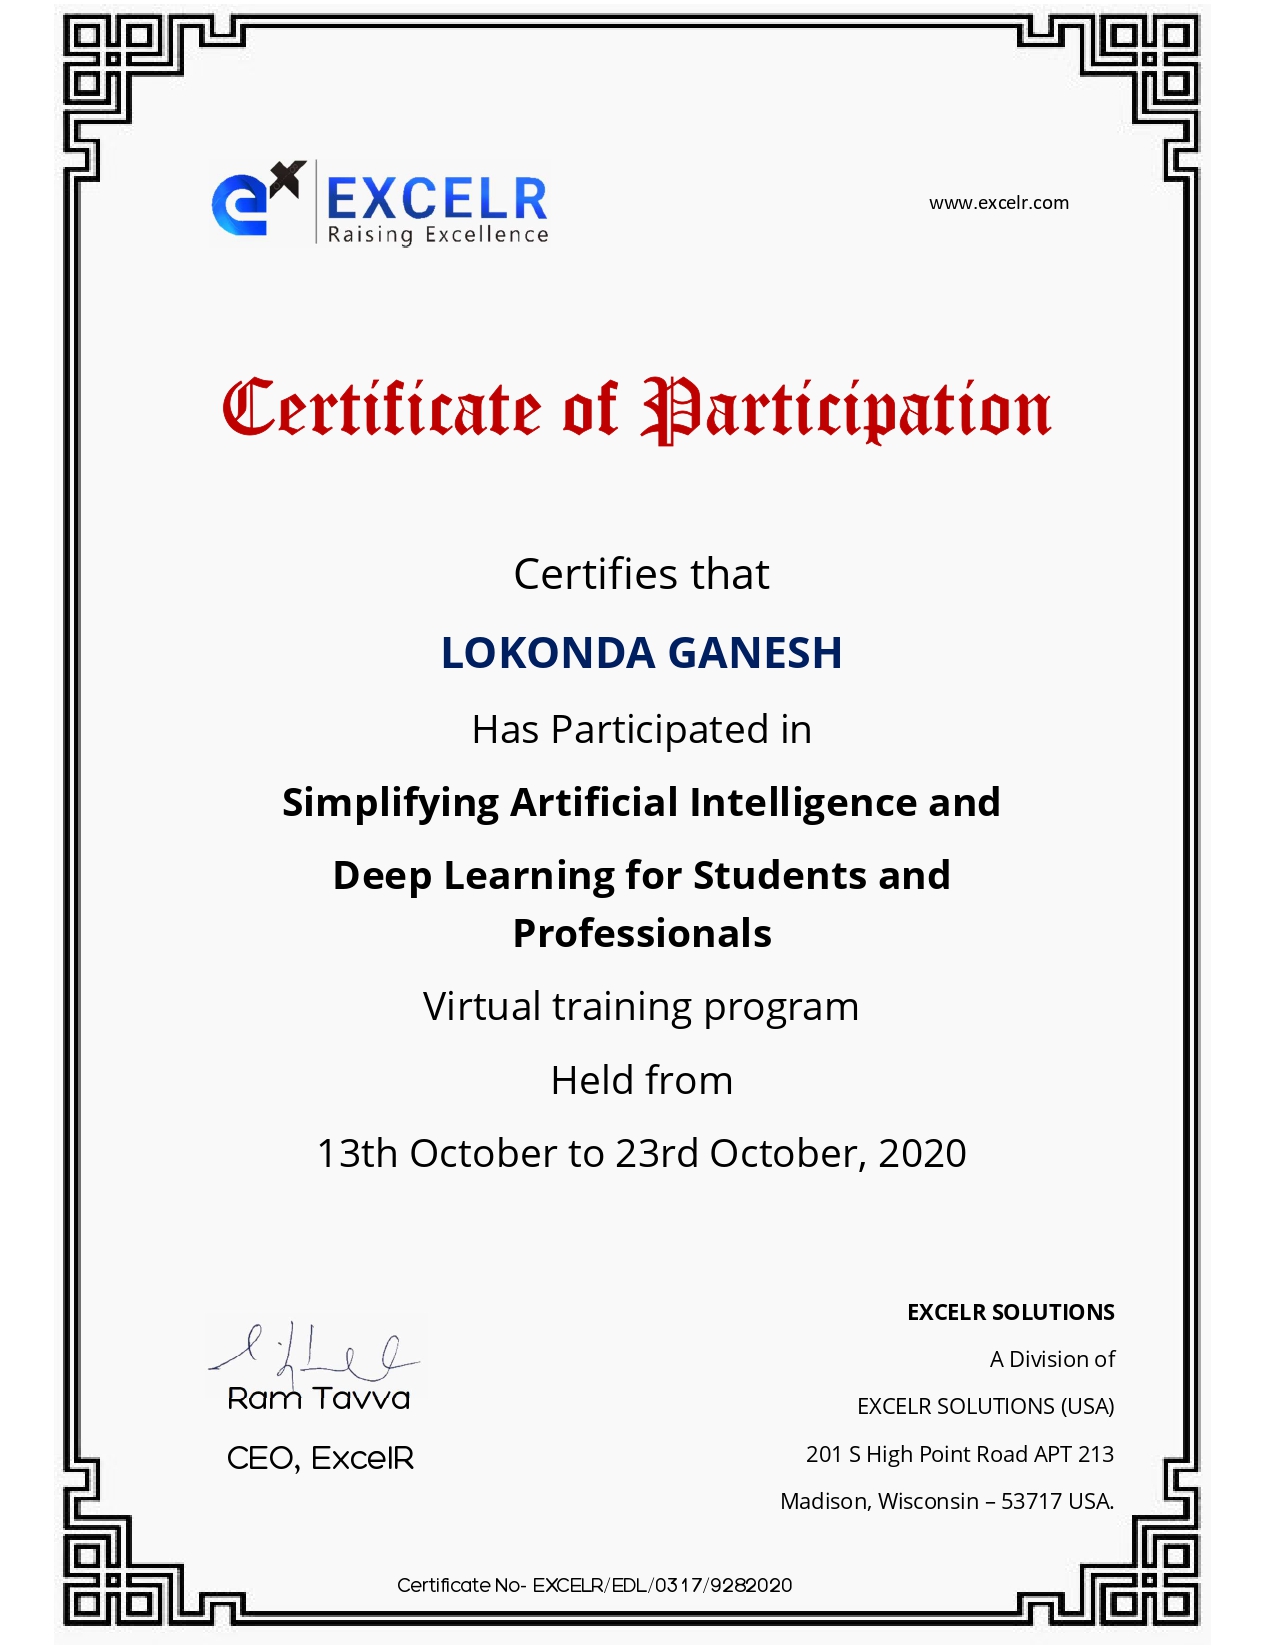 eX EXCELR
Raising Excellence
www.excelr.com
Certificate of Participation
Certifies that
LOKONDA GANESH
Has Participated in
Simplifying Artificial Intelligence and
Deep Learning for Students and
Professionals
Virtual training program
Held from
13th October to 23rd October, 2020
Ram Tavva
CEO, ExcelR
EXCELR SOLUTIONS
A Division of
EXCELR SOLUTIONS (USA)
201 S High Point Road APT 213
Madison, Wisconsin – 53717 USA.
Certificate No- EXCELR/EDL/0317/9282020